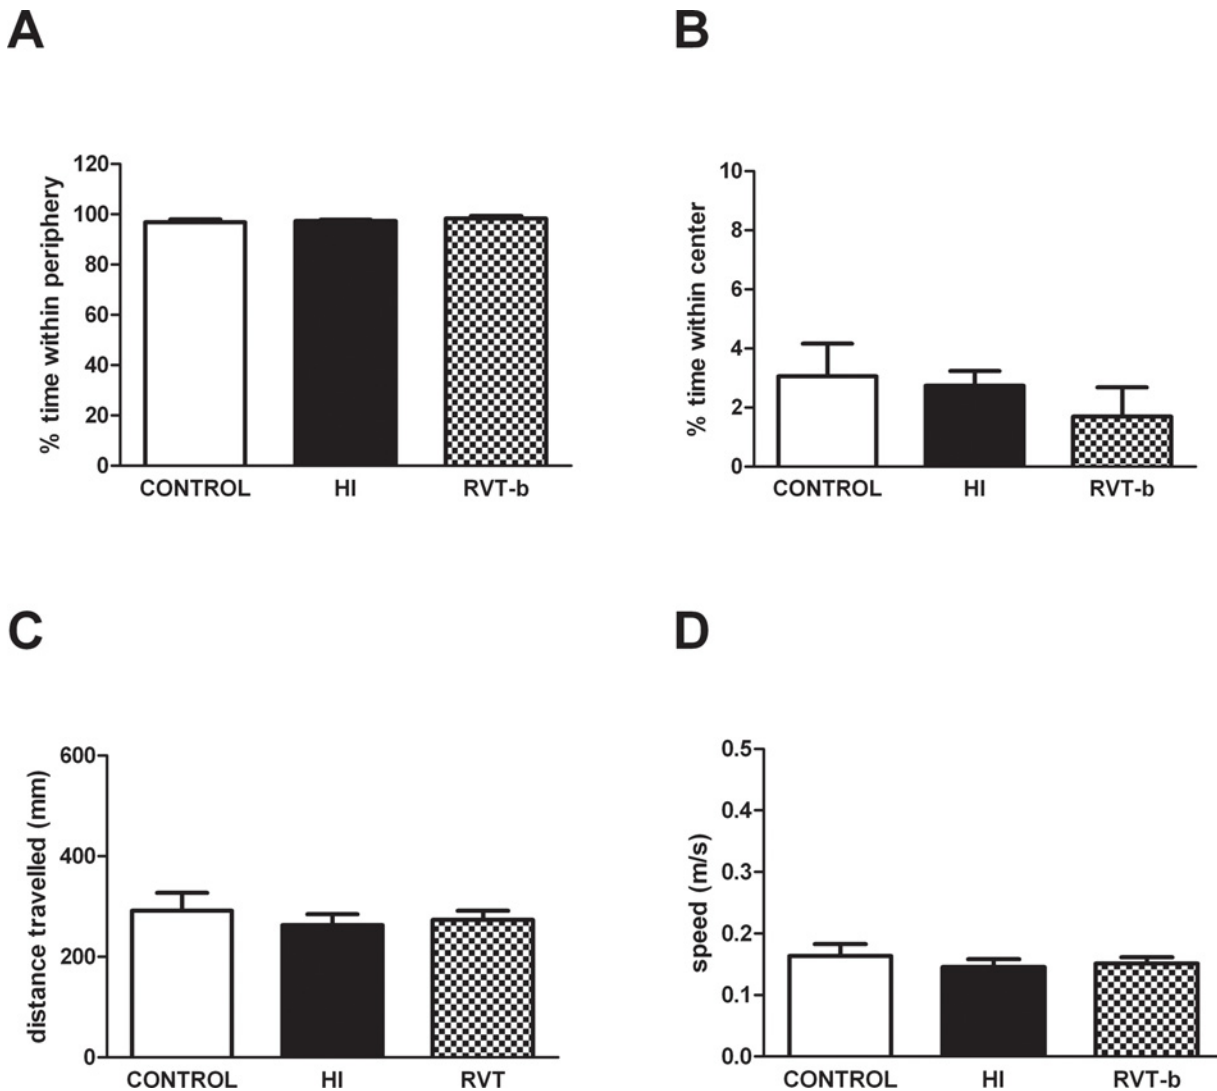 A
B
% time within periphery
120
100
80
60
40
20
0
CONTROL HI RVT-b
% time within center
10
8
6
4
2
0
CONTROL HI RVT-b
C
D
distance travelled (mm)
600
400
200
0
CONTROL HI RVT
speed (m/s)
0.5
0.4
0.3
0.2
0.1
0.0
CONTROL HI RVT-b